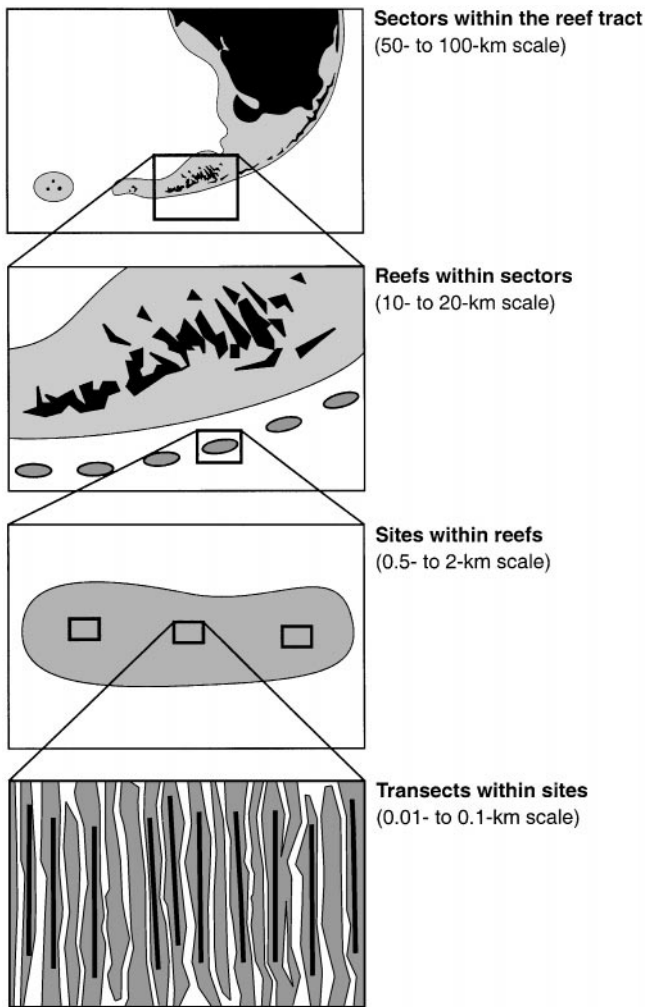 Sectors within the reef tract
(50- to 100-km scale)
Reefs within sectors
(10- to 20-km scale)
Sites within reefs
(0.5- to 2-km scale)
Transects within sites
(0.01- to 0.1-km scale)